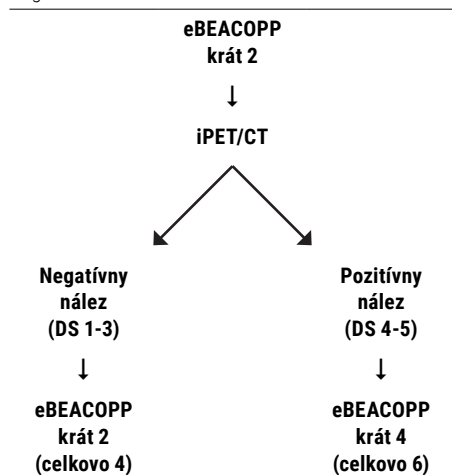 eBEACOPP
krát 2
↓
iPET/CT
Negatívny
nález
(DS 1-3)
↓
eBEACOPP
krát 2
(celkovo 4)
Pozitívny
nález
(DS 4-5)
↓
eBEACOPP
krát 4
(celkovo 6)